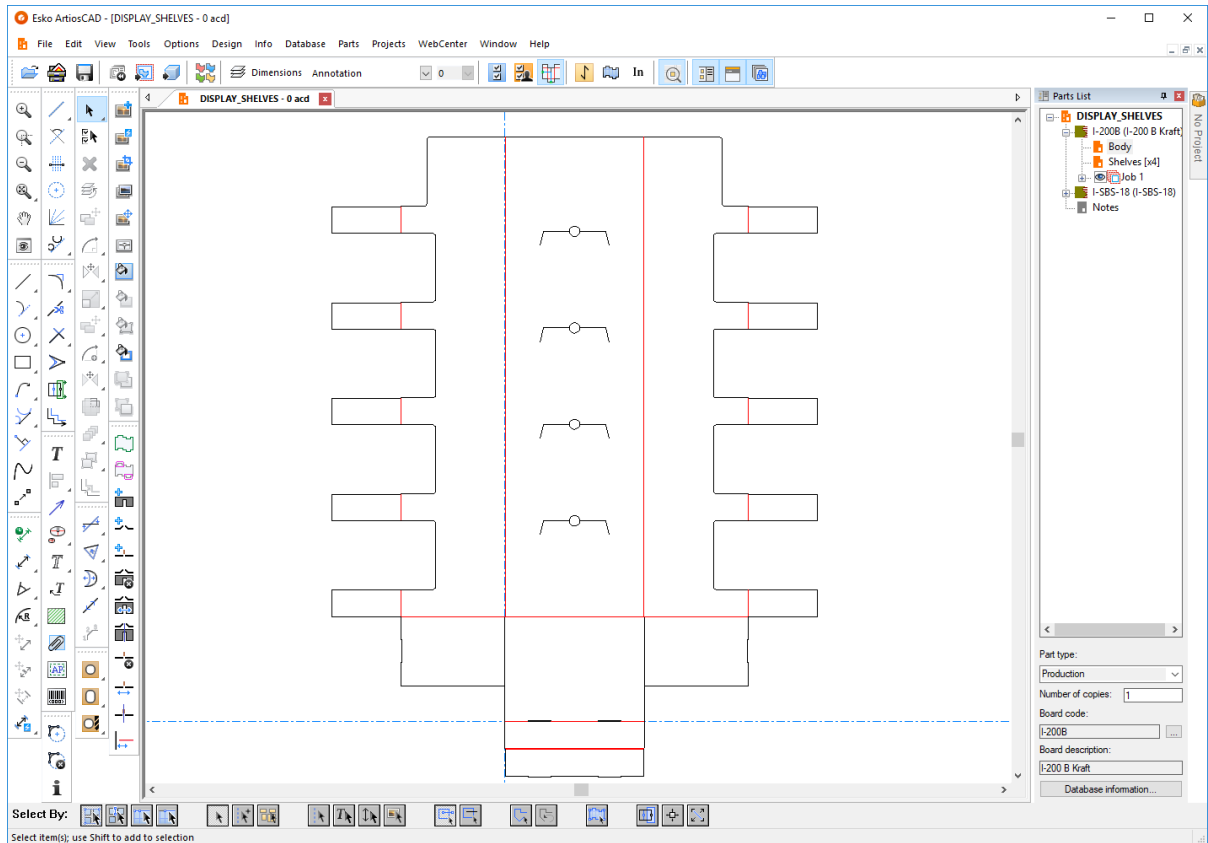 Esko ArtiosCAD - [DISPLAY_SHELVES - 0 acd]
File Edit View Tools Options Design Info Database Parts Projects WebCenter Window Help
Dimensions Annotation 0 In
DISPLAY_SHELVES - 0 acd
Parts List
No Project
DISPLAY_SHELVES
I-200B (I-200 B Kraft)
Body
Shelves [x4]
Job 1
I-SBS-18 (I-SBS-18)
Notes
Part type:
Production
Number of copies: 1
Board code:
I-200B ...
Board description:
I-200 B Kraft
Database information...
Select By:
Select item(s); use Shift to add to selection